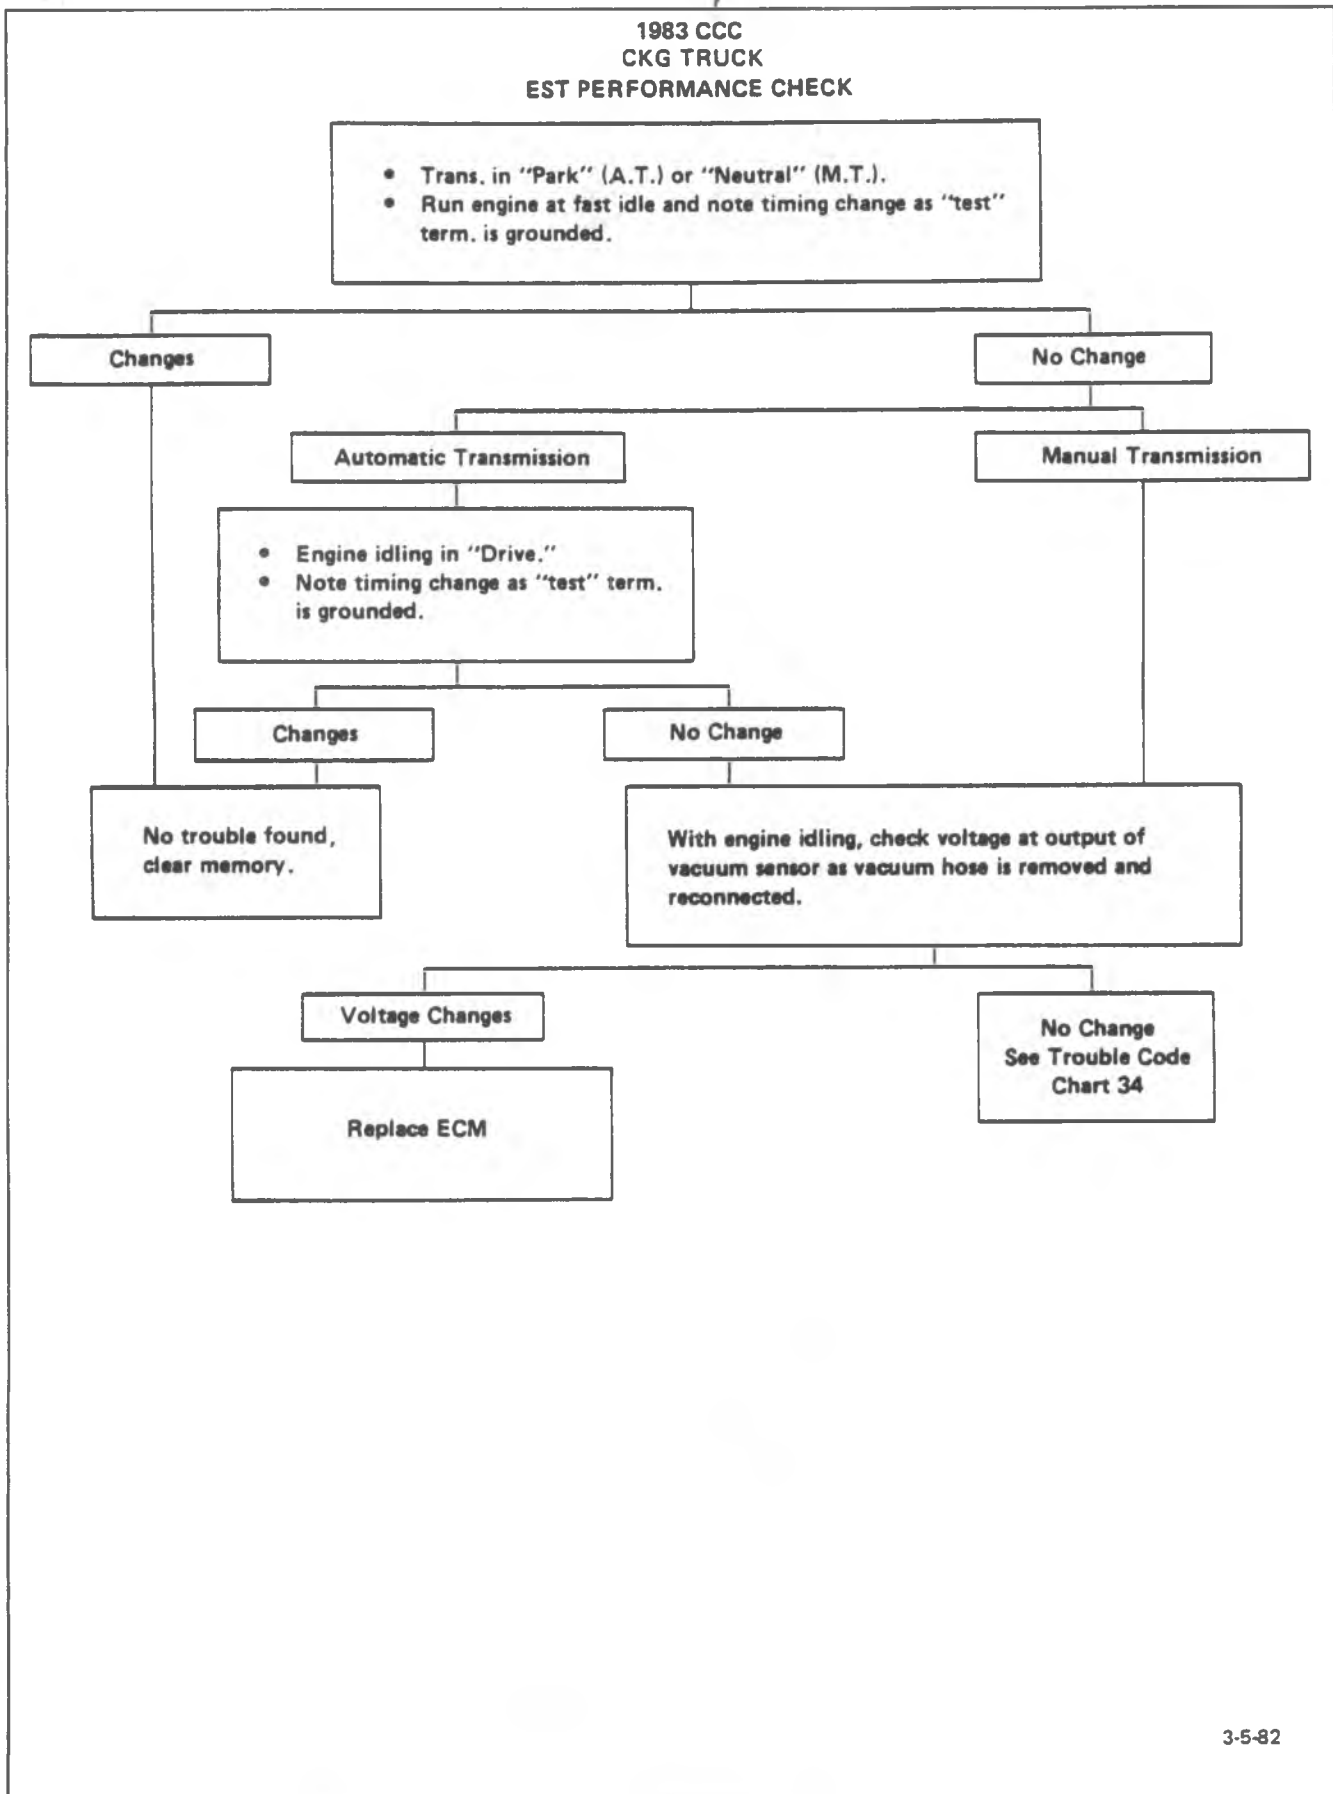 1983 CCC
CKG TRUCK
EST PERFORMANCE CHECK
• Trans. in "Park" (A.T.) or "Neutral" (M.T.).
• Run engine at fast idle and note timing change as "test"
term. is grounded.
Changes
No Change
Automatic Transmission
Manual Transmission
• Engine idling in "Drive."
• Note timing change as "test" term.
is grounded.
Changes
No Change
No trouble found,
clear memory.
With engine idling, check voltage at output of
vacuum sensor as vacuum hose is removed and
reconnected.
Voltage Changes
No Change
See Trouble Code
Chart 34
Replace ECM
3-5-82